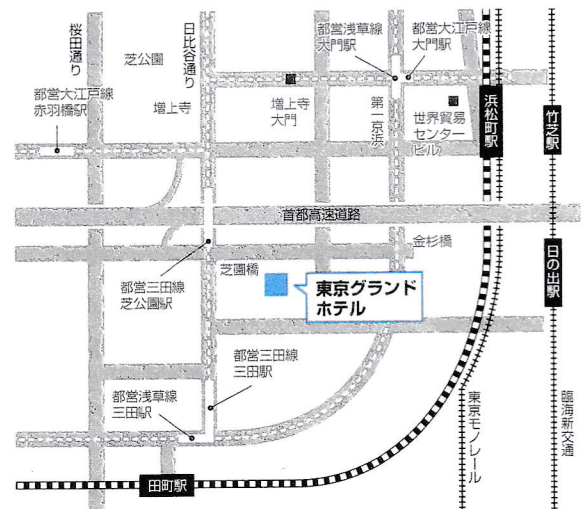 桜田通り
日比谷通り
芝公園
都営浅草線
大門駅
都営大江戸線
大門駅
都営大江戸線
赤羽橋駅
増上寺
増上寺
大門
第一京浜
世界貿易
センター
ビル
浜松町駅
竹芝駅
首都高速道路
金杉橋
日の出駅
都営三田線
芝公園駅
芝園橋
東京グランド
ホテル
都営三田線
三田駅
都営浅草線
三田駅
東京モノレール
臨海新交通
田町駅